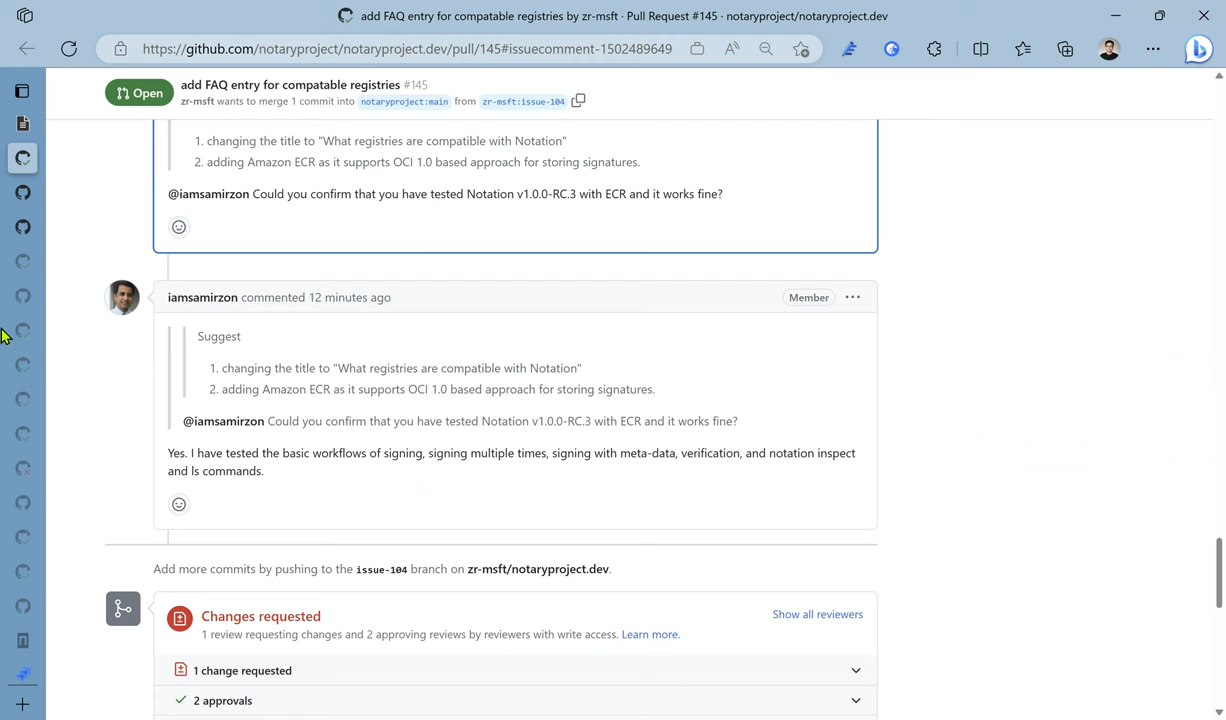 add FAQ entry for compatable registries by zr-msft · Pull Request #145 · notaryproject/notaryproject.dev
https://github.com/notaryproject/notaryproject.dev/pull/145#issuecomment-1502489649
Open
add FAQ entry for compatable registries #145
zr-msft wants to merge 1 commit into notaryproject:main from zr-msft:issue-104
1. changing the title to "What registries are compatible with Notation"
2. adding Amazon ECR as it supports OCI 1.0 based approach for storing signatures.
@iamsamirzon Could you confirm that you have tested Notation v1.0.0-RC.3 with ECR and it works fine?
iamsamirzon commented 12 minutes ago
Member
Suggest
1. changing the title to "What registries are compatible with Notation"
2. adding Amazon ECR as it supports OCI 1.0 based approach for storing signatures.
@iamsamirzon Could you confirm that you have tested Notation v1.0.0-RC.3 with ECR and it works fine?
Yes. I have tested the basic workflows of signing, signing multiple times, signing with meta-data, verification, and notation inspect
and ls commands.
Add more commits by pushing to the issue-104 branch on zr-msft/notaryproject.dev.
Changes requested
Show all reviewers
1 review requesting changes and 2 approving reviews by reviewers with write access. Learn more.
1 change requested
2 approvals